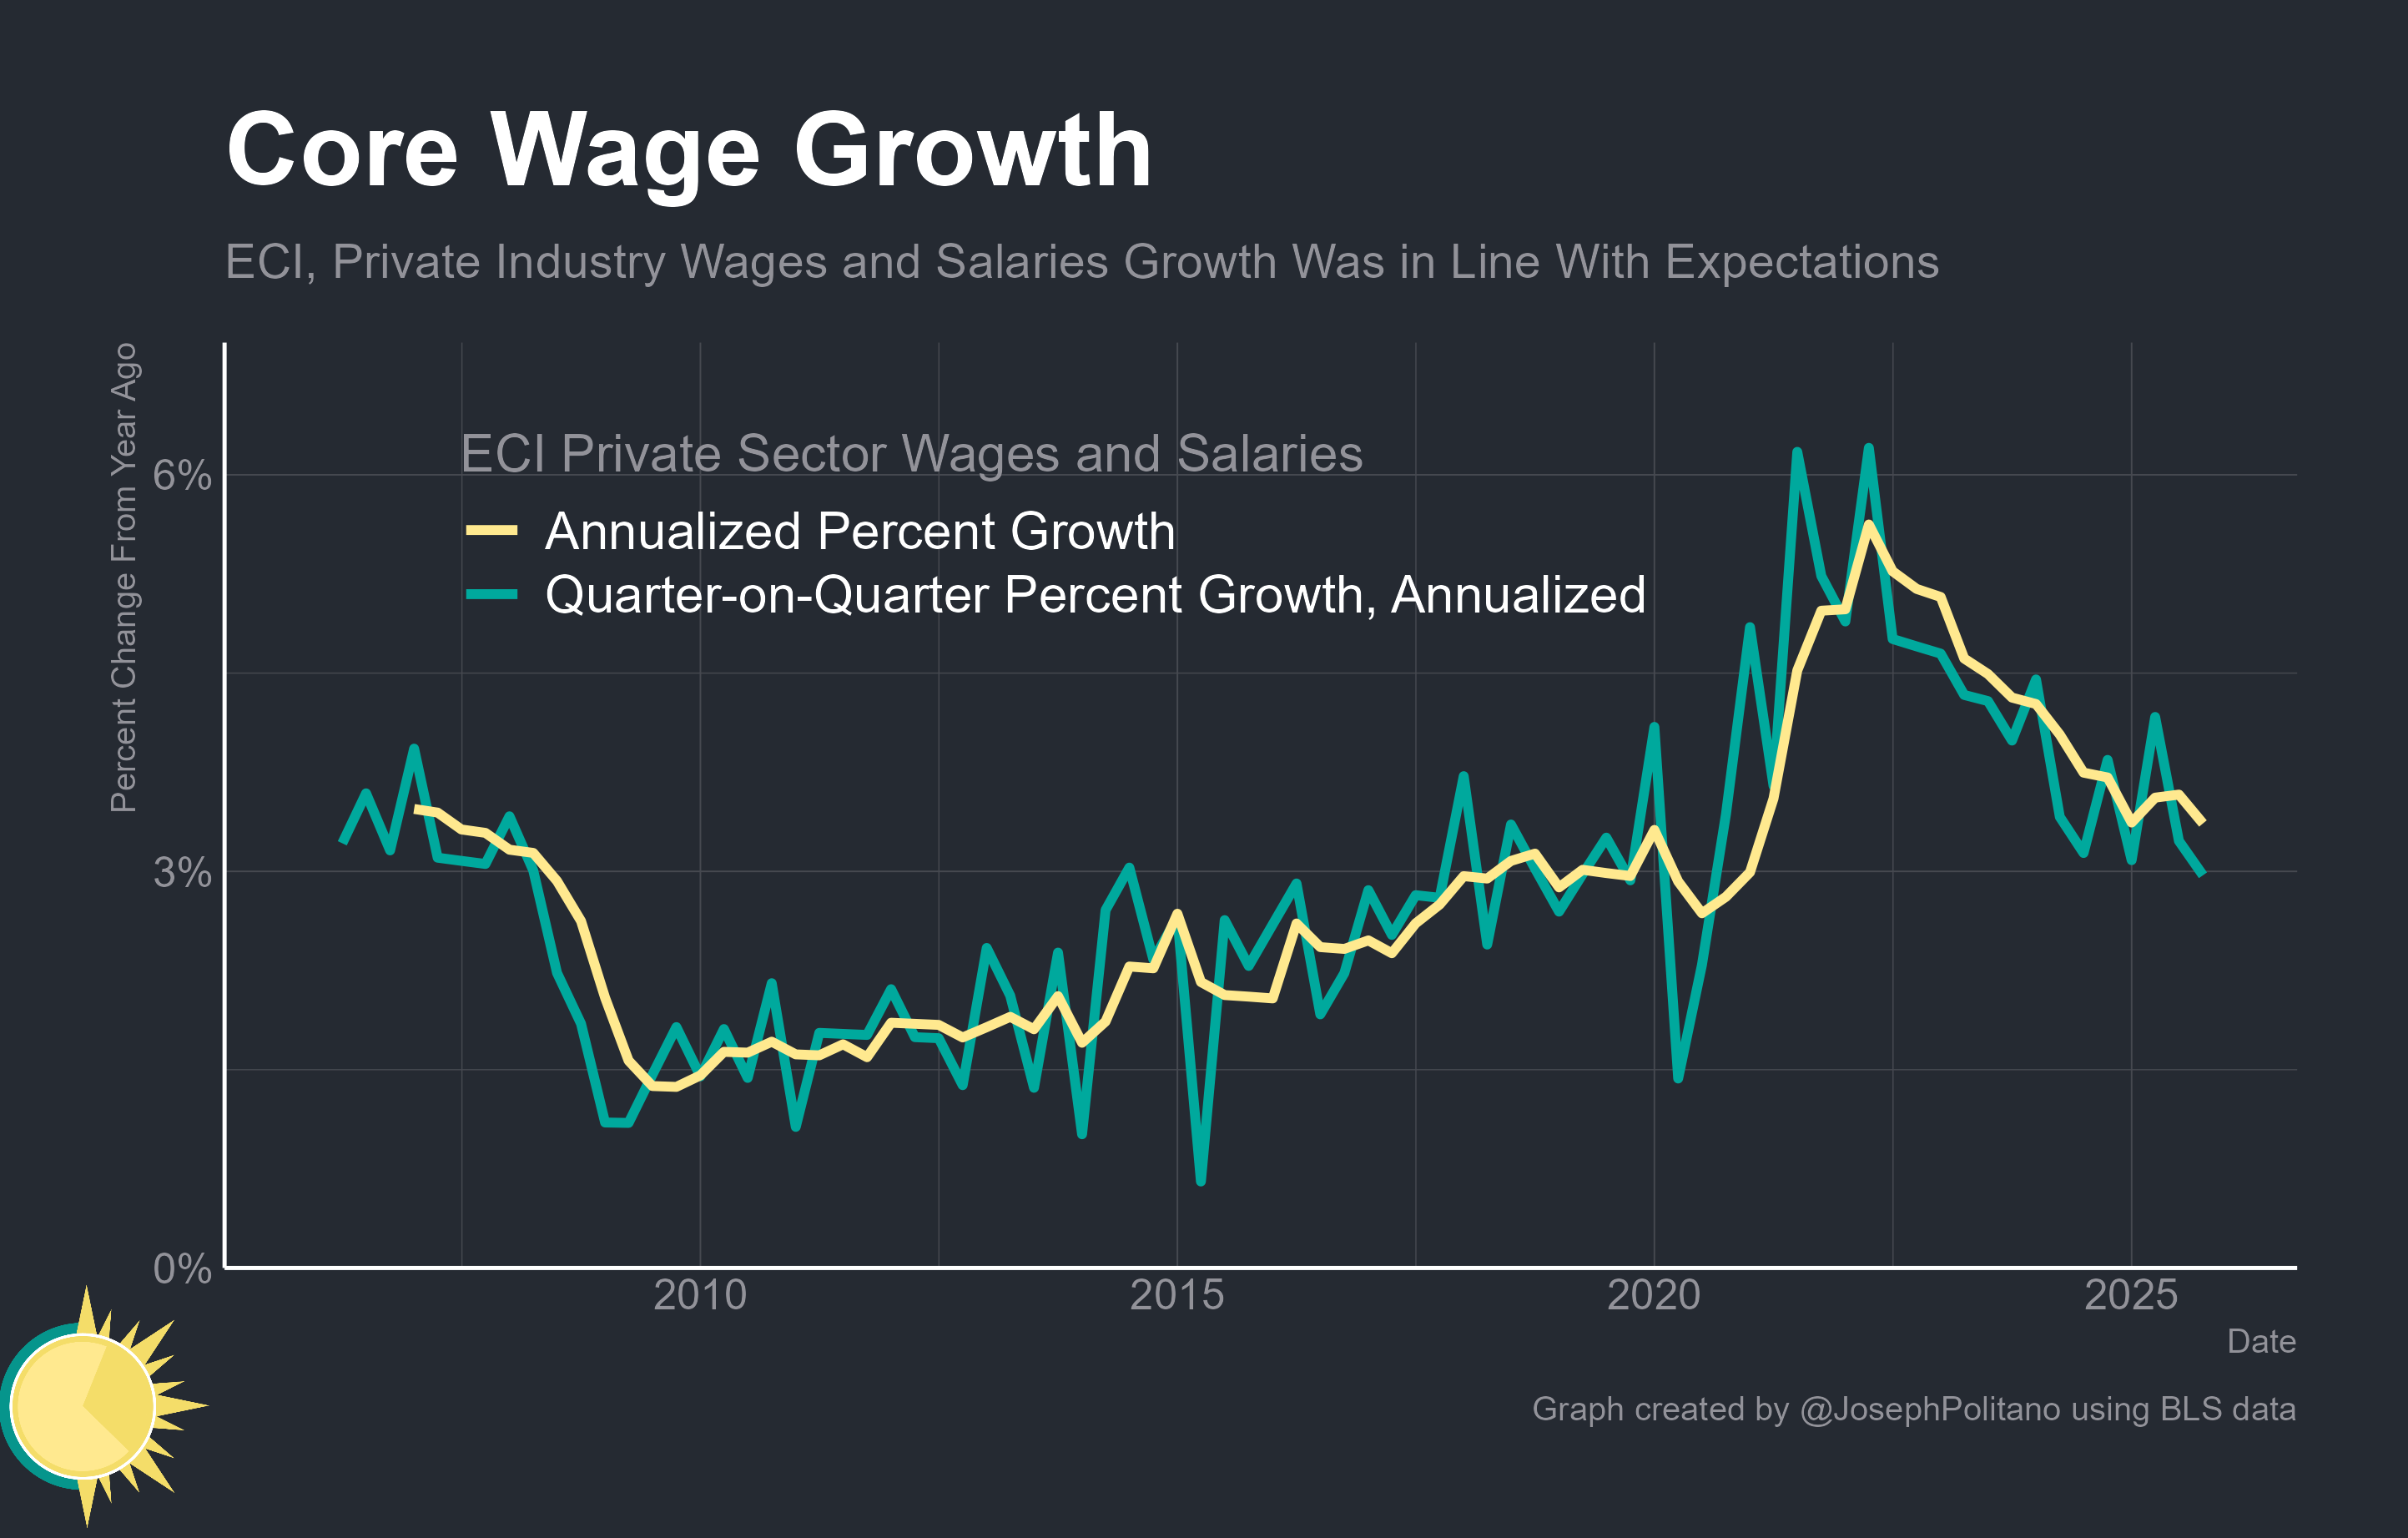 Core Wage Growth
ECI, Private Industry Wages and Salaries Growth Was in Line With Expectations
Percent Change From Year Ago
6%
3%
0%
ECI Private Sector Wages and Salaries
Annualized Percent Growth
Quarter-on-Quarter Percent Growth, Annualized
2010
2015
2020
2025
Date
Graph created by @JosephPolitano using BLS data